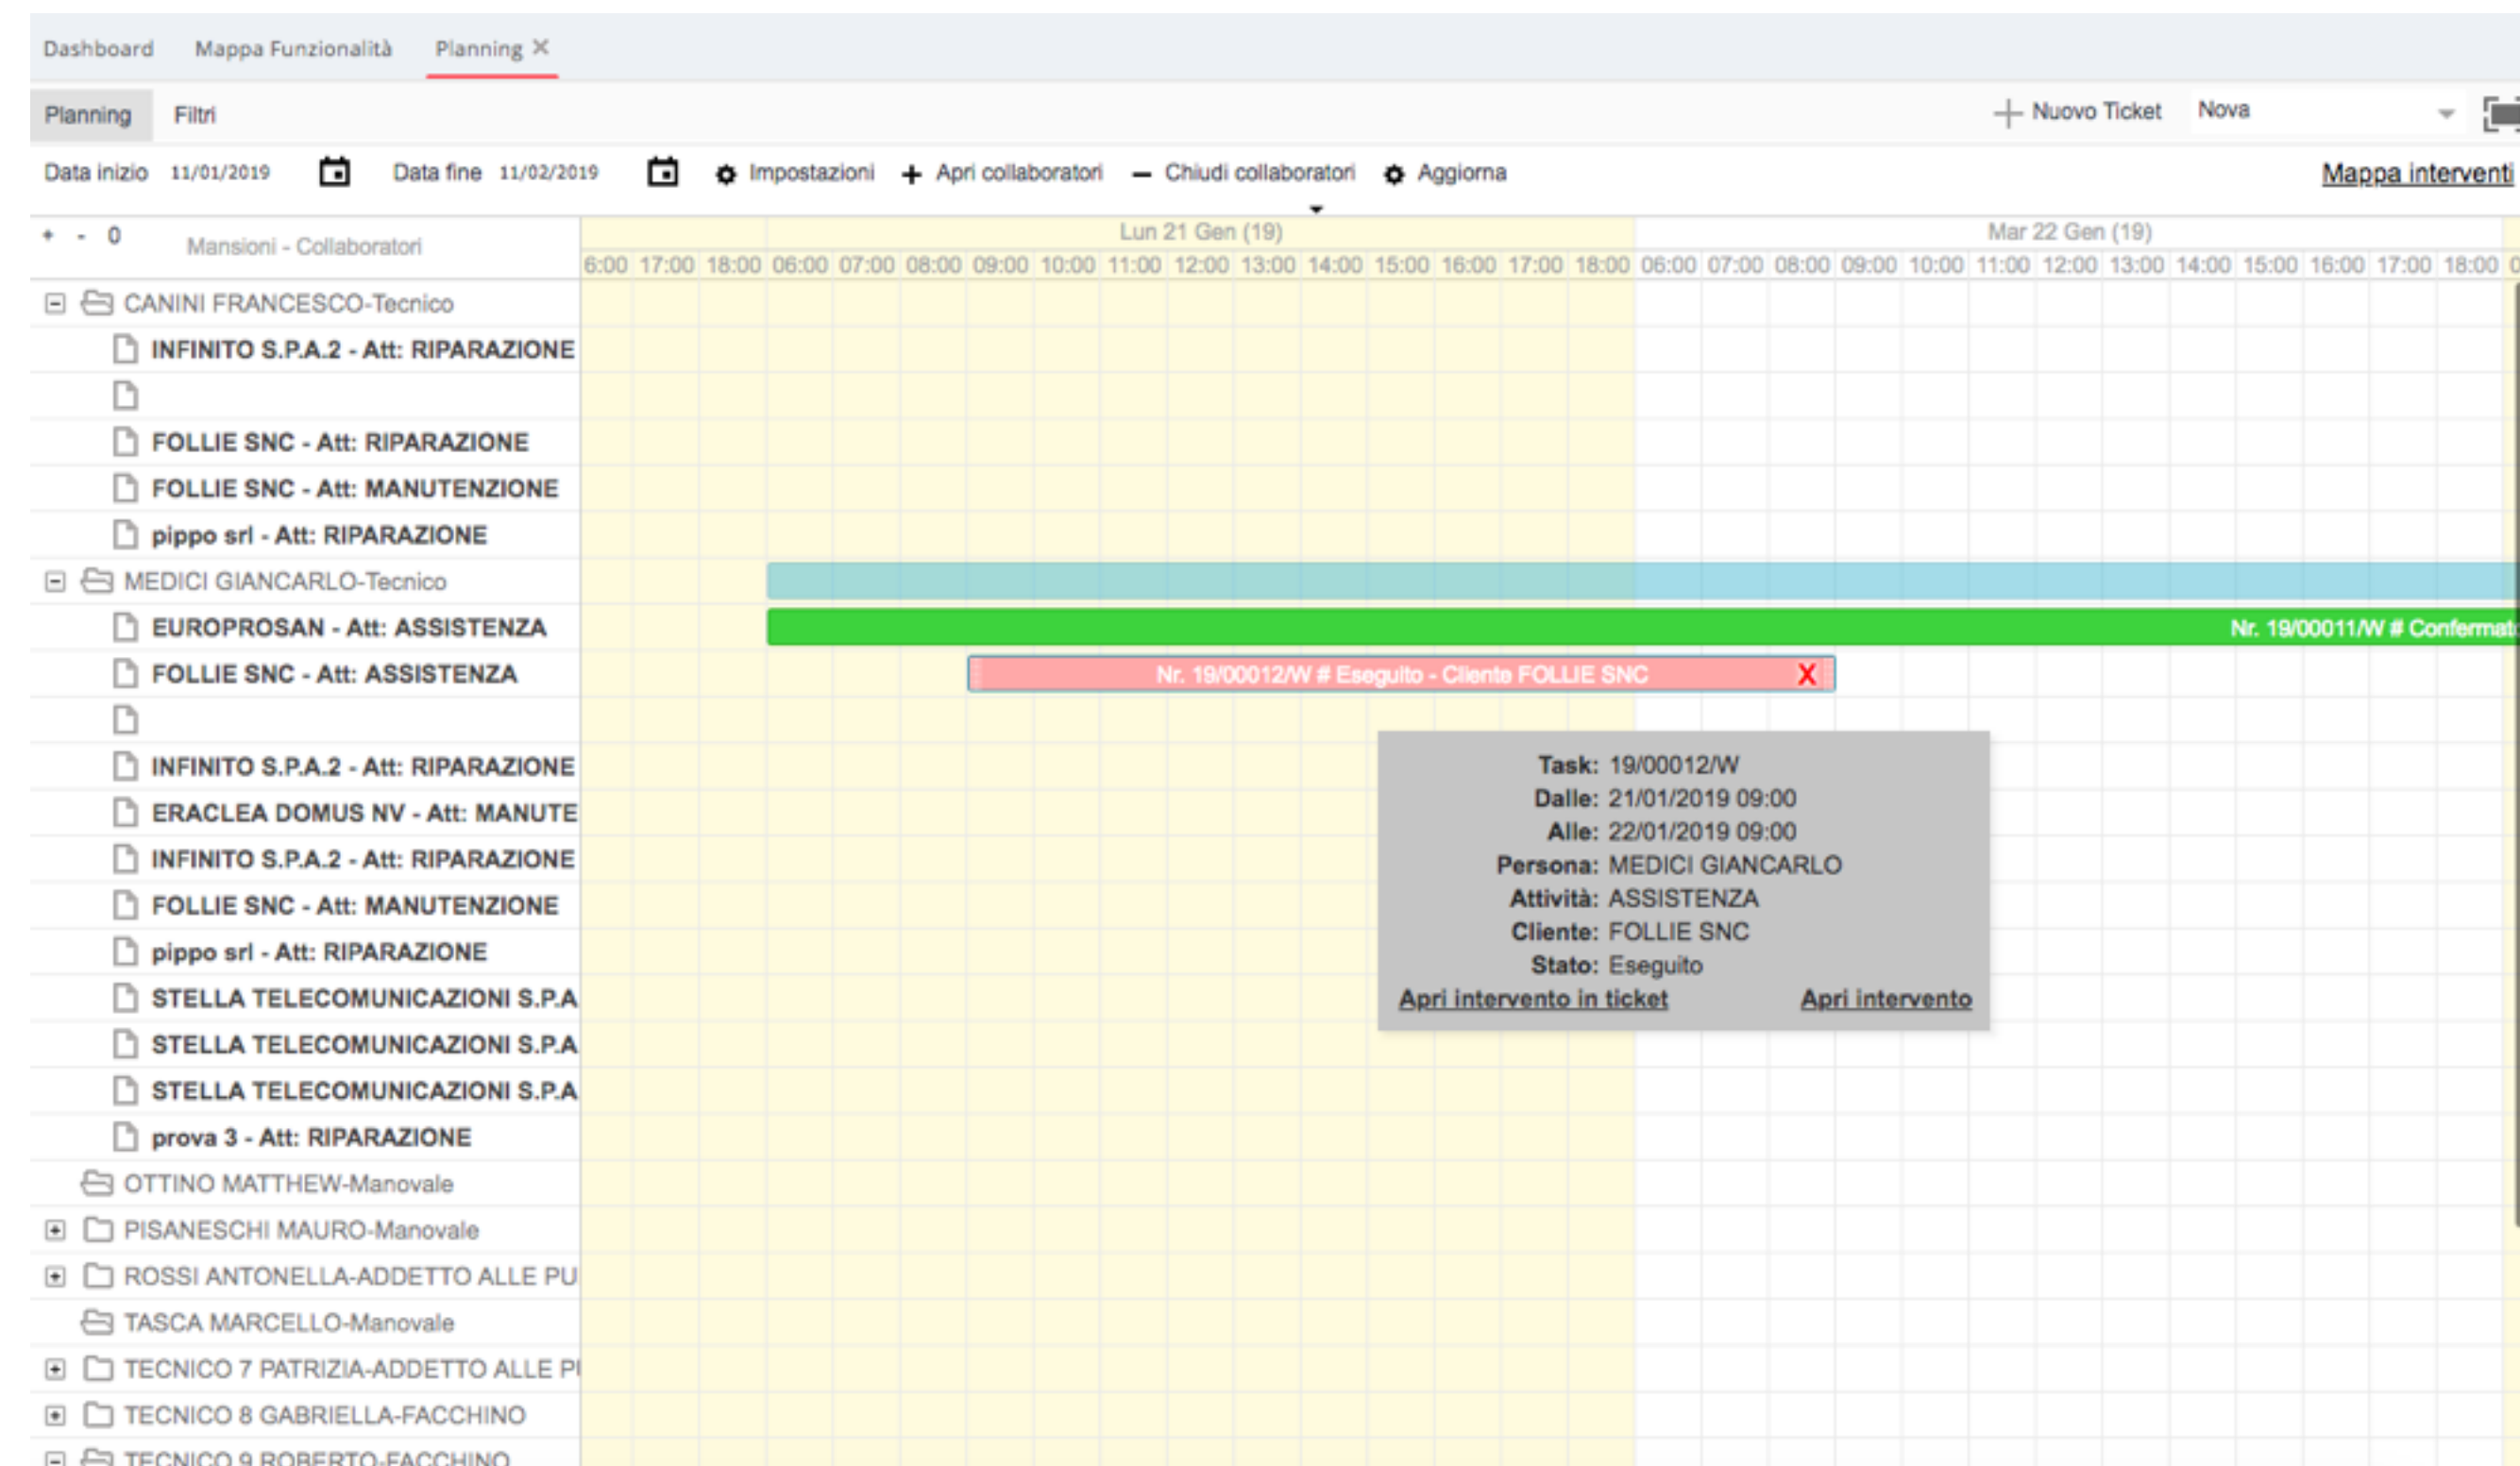 Dashboard Mappa Funzionalità Planning
Planning Filtri Nuovo Ticket Nova
Data inizio 11/01/2019 Data fine 11/02/2019 Impostazioni + Apri collaboratori − Chiudi collaboratori Aggiorna Mappa interventi
+ - 0 Mansioni - Collaboratori Lun 21 Gen (19) Mar 22 Gen (19)
6:00 17:00 18:00 06:00 07:00 08:00 09:00 10:00 11:00 12:00 13:00 14:00 15:00 16:00 17:00 18:00 06:00 07:00 08:00 09:00 10:00 11:00 12:00 13:00 14:00 15:00 16:00 17:00 18:00 0
CANINI FRANCESCO-Tecnico
INFINITO S.P.A.2 - Att: RIPARAZIONE
FOLLIE SNC - Att: RIPARAZIONE
FOLLIE SNC - Att: MANUTENZIONE
pippo srl - Att: RIPARAZIONE
MEDICI GIANCARLO-Tecnico
EUROPROSAN - Att: ASSISTENZA Nr. 19/00011/W # Confermato
FOLLIE SNC - Att: ASSISTENZA Nr. 19/00012/W # Eseguito - Cliente FOLLIE SNC X
INFINITO S.P.A.2 - Att: RIPARAZIONE
ERACLEA DOMUS NV - Att: MANUTE
INFINITO S.P.A.2 - Att: RIPARAZIONE
FOLLIE SNC - Att: MANUTENZIONE
pippo srl - Att: RIPARAZIONE
STELLA TELECOMUNICAZIONI S.P.A
STELLA TELECOMUNICAZIONI S.P.A
STELLA TELECOMUNICAZIONI S.P.A
prova 3 - Att: RIPARAZIONE
OTTINO MATTHEW-Manovale
PISANESCHI MAURO-Manovale
ROSSI ANTONELLA-ADDETTO ALLE PU
TASCA MARCELLO-Manovale
TECNICO 7 PATRIZIA-ADDETTO ALLE PU
TECNICO 8 GABRIELLA-FACCHINO
TECNICO 9 ROBERTO-FACCHINO
Task: 19/00012/W
Dalle: 21/01/2019 09:00
Alle: 22/01/2019 09:00
Persona: MEDICI GIANCARLO
Attività: ASSISTENZA
Cliente: FOLLIE SNC
Stato: Eseguito
Apri intervento in ticket Apri intervento